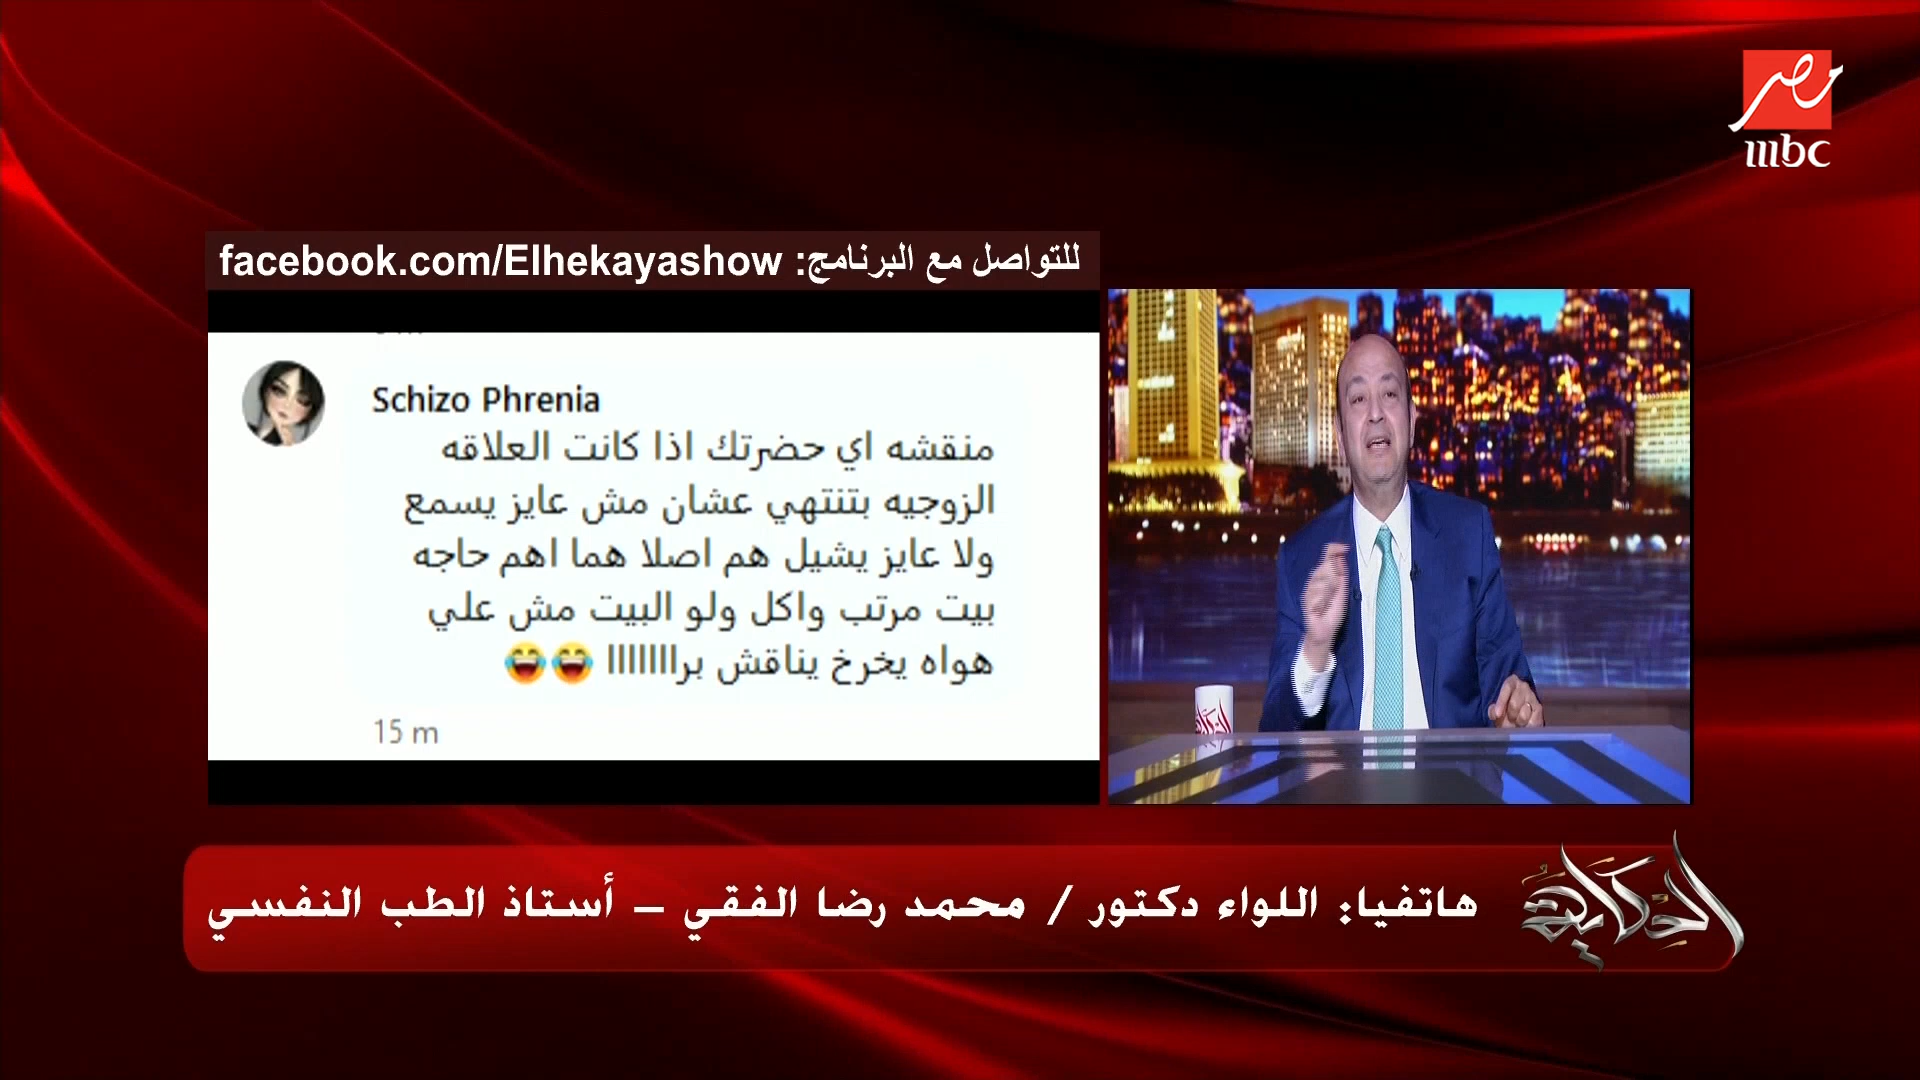 مصر
mbc
للتواصل مع البرنامج: facebook.com/Elhekayashow
Schizo Phrenia
منقشه اي حضرتك اذا كانت العلاقه
الزوجيه بتنتهي عشان مش عايز يسمع
ولا عايز يشيل هم اصلا هما اهم حاجه
بيت مرتب واكل ولو البيت مش علي
هواه يخرخ يناقش برااااااا 😂😂
15 m
الحكاية
هاتفيا: اللواء دكتور / محمد رضا الفقي – أستاذ الطب النفسي
الحكاية